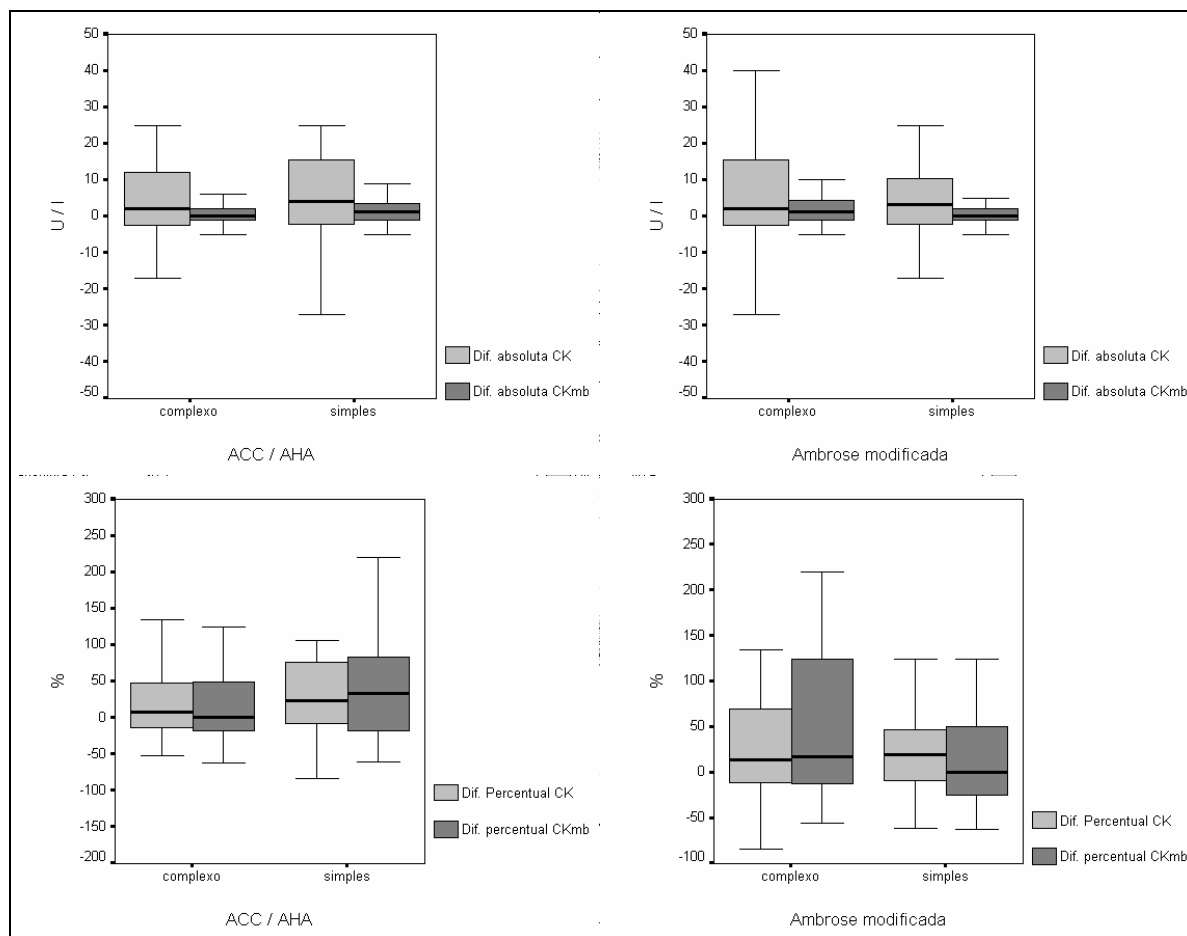 50
40
30
20
10
0
-10
-20
-30
-40
-50
U / l
complexo simples
ACC / AHA
Dif. absoluta CK
Dif. absoluta CKmb
50
40
30
20
10
0
-10
-20
-30
-40
-50
U / l
complexo simples
Ambrose modificada
Dif. absoluta CK
Dif. absoluta CKmb
300
250
200
150
100
50
0
-50
-100
-150
-200
%
complexo simples
ACC / AHA
Dif. Percentual CK
Dif. percentual CKmb
300
250
200
150
100
50
0
-50
-100
%
complexo simples
Ambrose modificada
Dif. Percentual CK
Dif. percentual CKmb